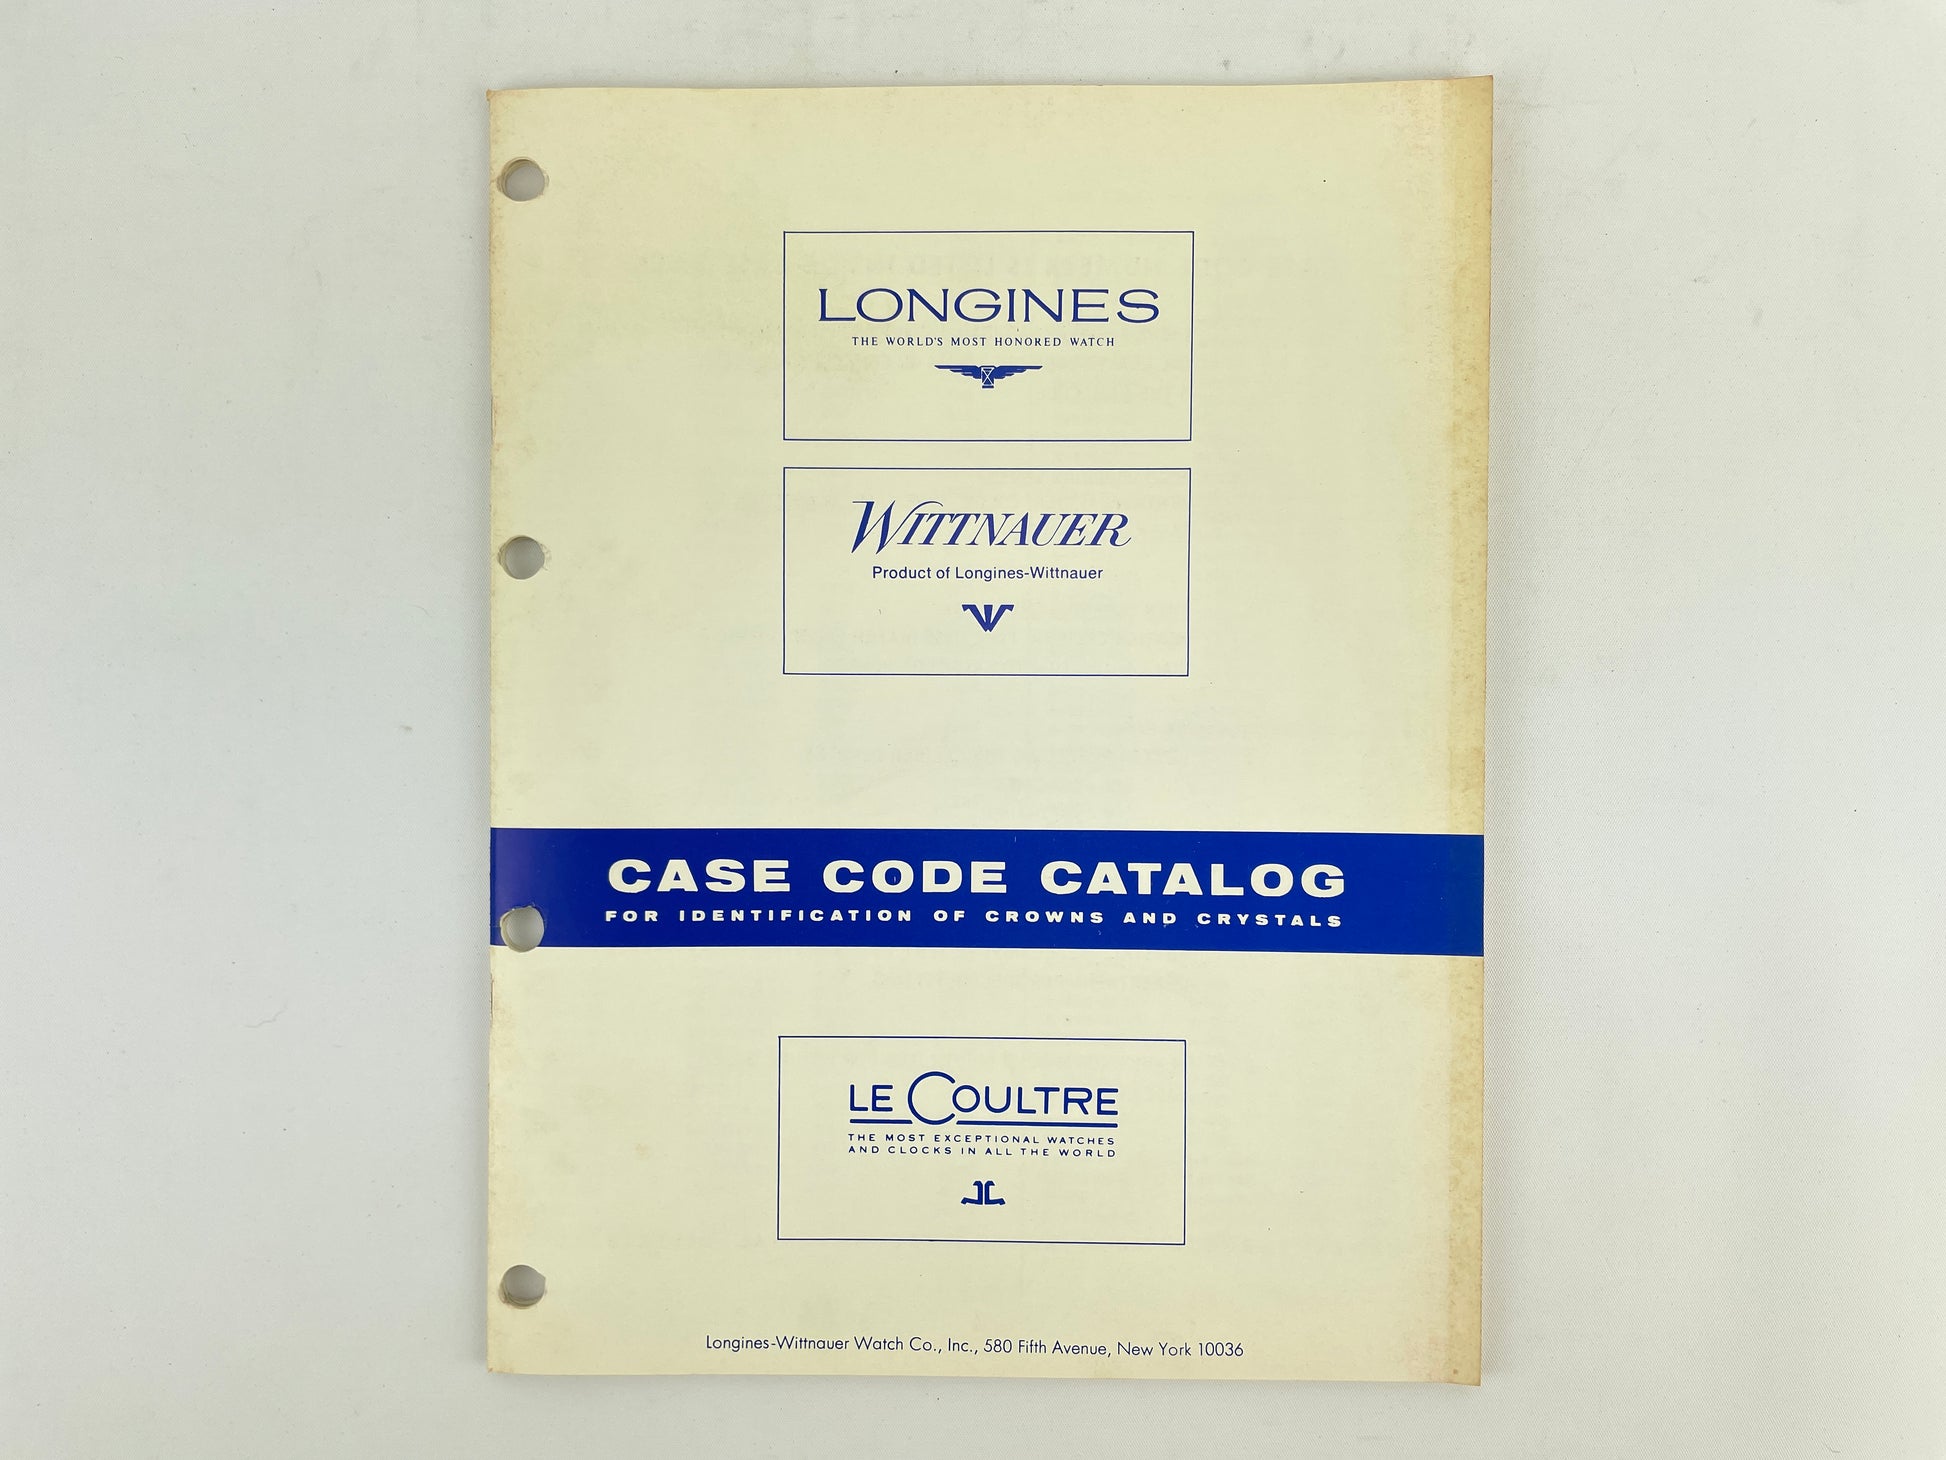 LONGINES
THE WORLD'S MOST HONORED WATCH
WITTNAUER
Product of Longines-Wittnauer
CASE CODE CATALOG
FOR IDENTIFICATION OF CROWNS AND CRYSTALS
LE COULTRE
THE MOST EXCEPTIONAL WATCHES
AND CLOCKS IN ALL THE WORLD
Longines-Wittnauer Watch Co., Inc., 580 Fifth Avenue, New York 10036